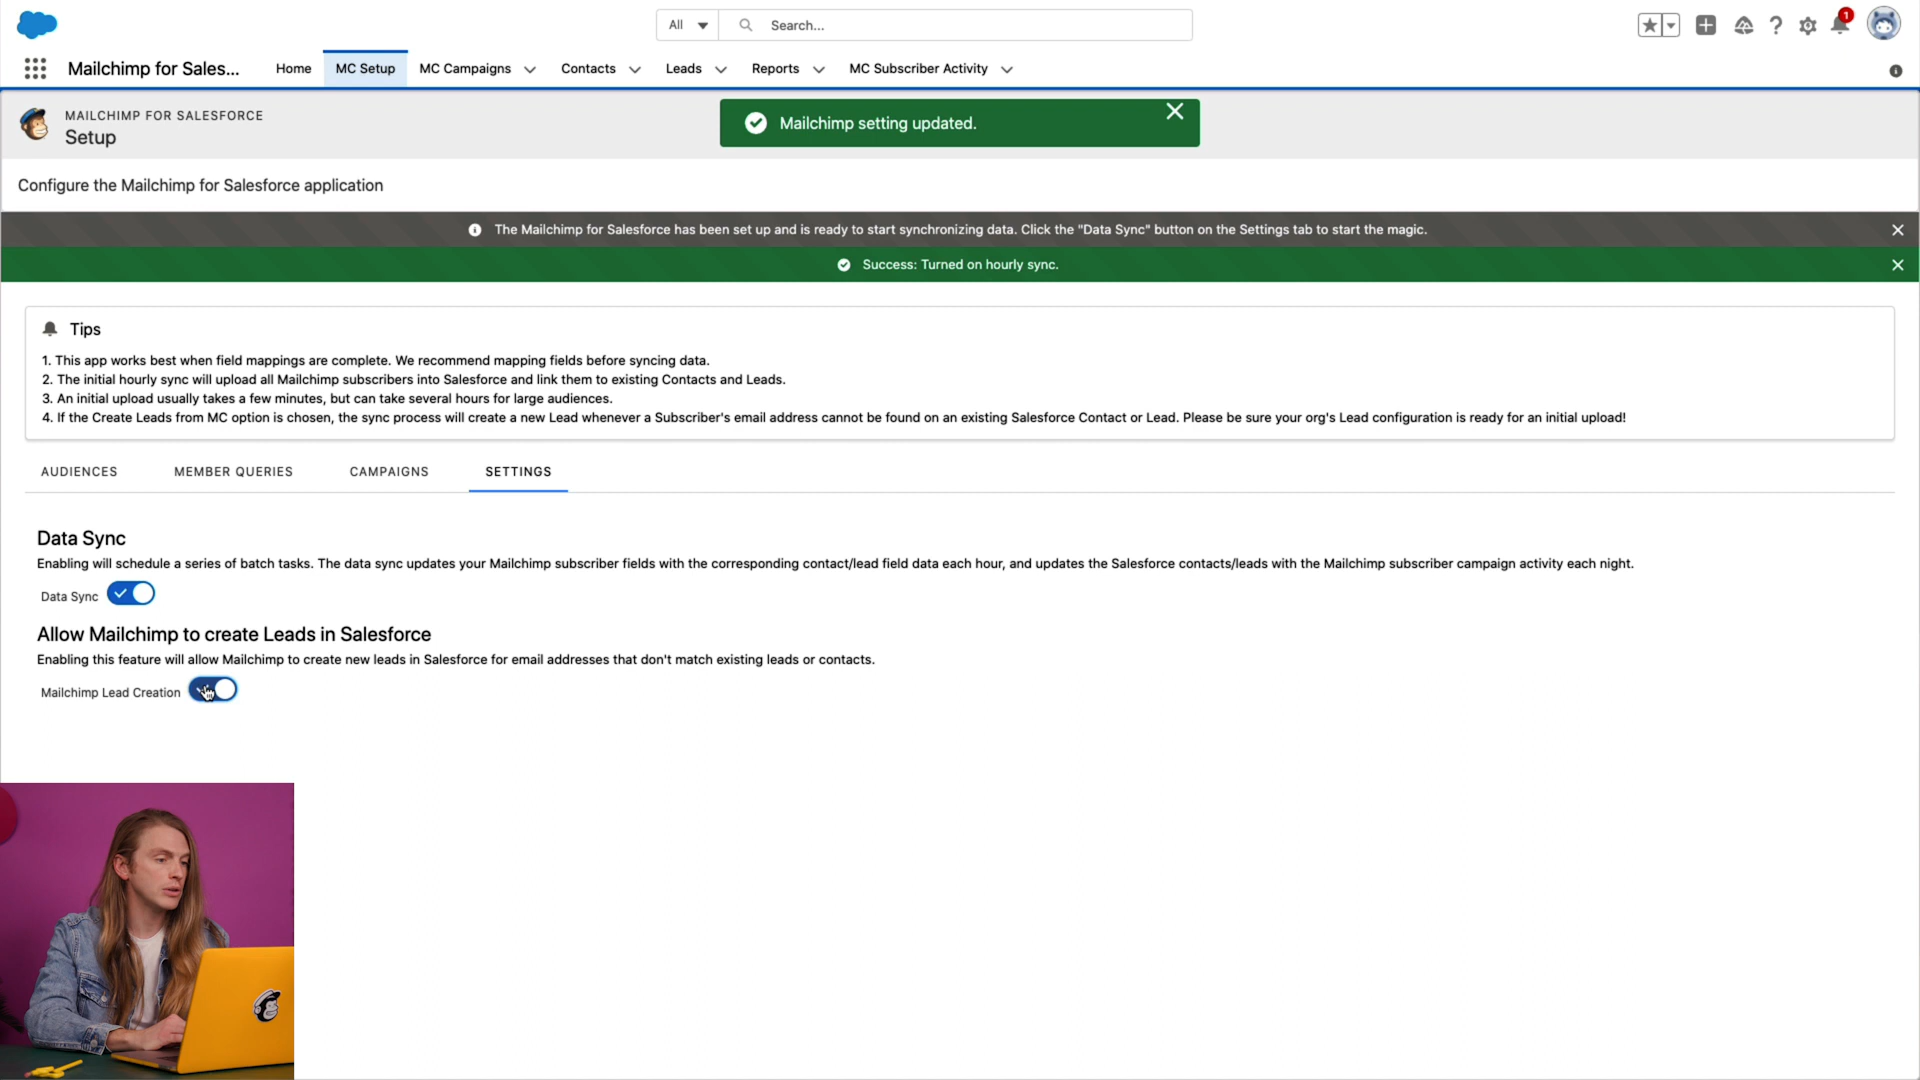 All
Search...
1
Mailchimp for Sales...
Home
MC Setup
MC Campaigns
Contacts
Leads
Reports
MC Subscriber Activity
MAILCHIMP FOR SALESFORCE
Setup
Mailchimp setting updated.
Configure the Mailchimp for Salesforce application
The Mailchimp for Salesforce has been set up and is ready to start synchronizing data. Click the "Data Sync" button on the Settings tab to start the magic.
Success: Turned on hourly sync.
Tips
1. This app works best when field mappings are complete. We recommend mapping fields before syncing data.
2. The initial hourly sync will upload all Mailchimp subscribers into Salesforce and link them to existing Contacts and Leads.
3. An initial upload usually takes a few minutes, but can take several hours for large audiences.
4. If the Create Leads from MC option is chosen, the sync process will create a new Lead whenever a Subscriber's email address cannot be found on an existing Salesforce Contact or Lead. Please be sure your org's Lead configuration is ready for an initial upload!
AUDIENCES
MEMBER QUERIES
CAMPAIGNS
SETTINGS
Data Sync
Enabling will schedule a series of batch tasks. The data sync updates your Mailchimp subscriber fields with the corresponding contact/lead field data each hour, and updates the Salesforce contacts/leads with the Mailchimp subscriber campaign activity each night.
Data Sync
Allow Mailchimp to create Leads in Salesforce
Enabling this feature will allow Mailchimp to create new leads in Salesforce for email addresses that don't match existing leads or contacts.
Mailchimp Lead Creation